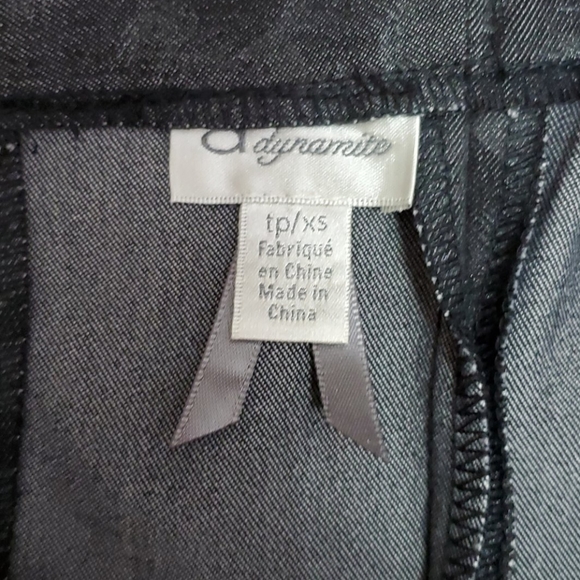 d dynamite
tp/xs
Fabriqué
en Chine
Made in
China